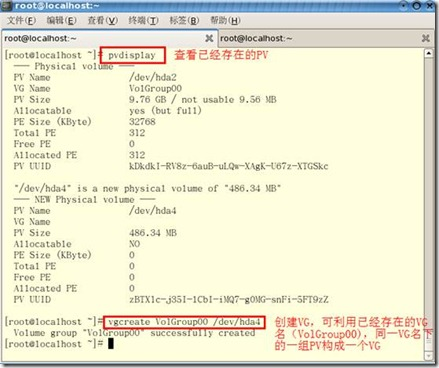 root@localhost:~
文件(F) 编辑(E) 查看(V) 终端(T) 标签(B) 帮助(H)
root@localhost:~ root@localhost:~
[root@localhost ~]# pvdisplay 查看已经存在的PV
--- Physical volume ---
PV Name /dev/hda2
VG Name VolGroup00
PV Size 9.76 GB / not usable 9.56 MB
Allocatable yes (but full)
PE Size (KByte) 32768
Total PE 312
Free PE 0
Allocated PE 312
PV UUID kDkdkI-RV8z-6auB-uLQw-XAgK-U67z-XTGSkc
"/dev/hda4" is a new physical volume of "486.34 MB"
--- NEW Physical volume ---
PV Name /dev/hda4
VG Name
PV Size 486.34 MB
Allocatable NO
PE Size (KByte) 0
Total PE 0
Free PE 0
Allocated PE 0
PV UUID zBTX1c-j35I-1CbI-iMQ7-g0MG-snFi-5FT9zZ
[root@localhost ~]# vgcreate VolGroup00 /dev/hda4
Volume group "VolGroup00" successfully created
[root@localhost ~]#
创建VG，可利用已经存在的VG
名（VolGroup00），同一VG名下
的一组PV构成一个VG